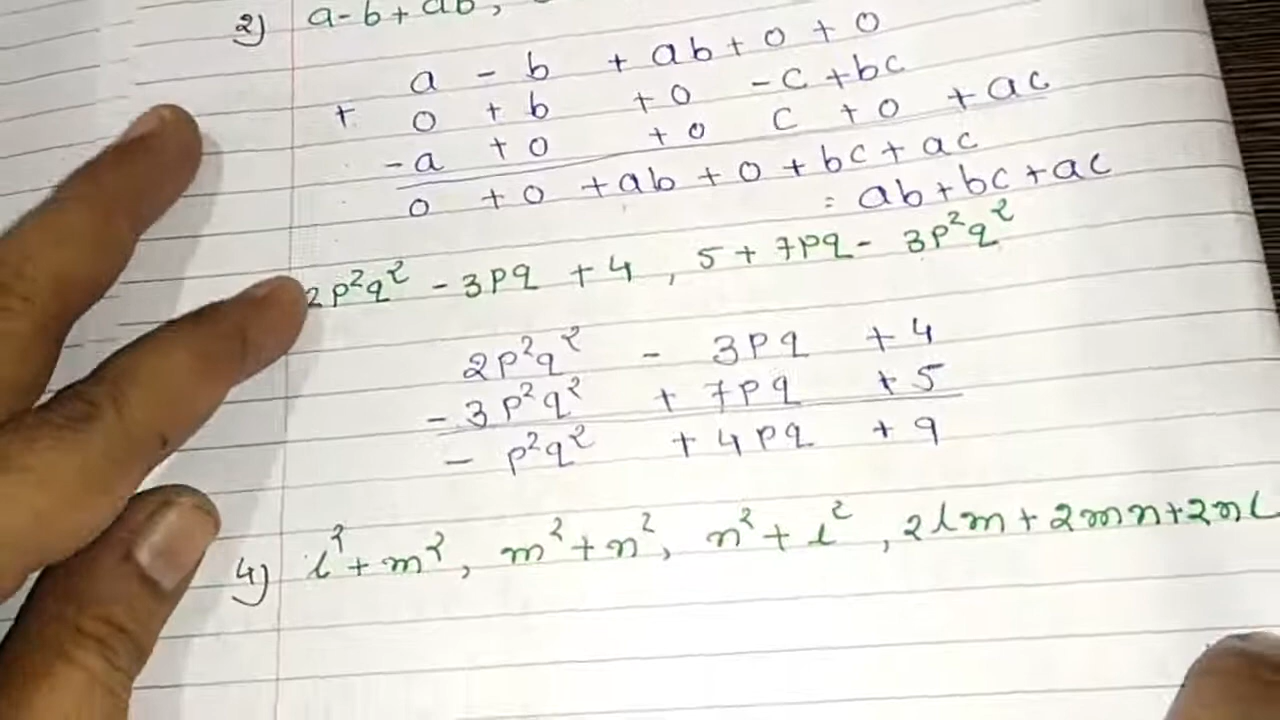 2) a - b + ab,
a - b + ab + 0 + 0
+ 0 + b + 0 - c + bc
- a + 0 + 0 c + 0 + ac
0 + 0 + ab + 0 + bc + ac
= ab + bc + ac
2p²q² - 3pq + 4, 5 + 7pq - 3p²q²
2p²q² - 3pq + 4
- 3p²q² + 7pq + 5
- p²q² + 4pq + 9
4) l² + m², m² + n², n² + l², 2lm + 2mn + 2nl